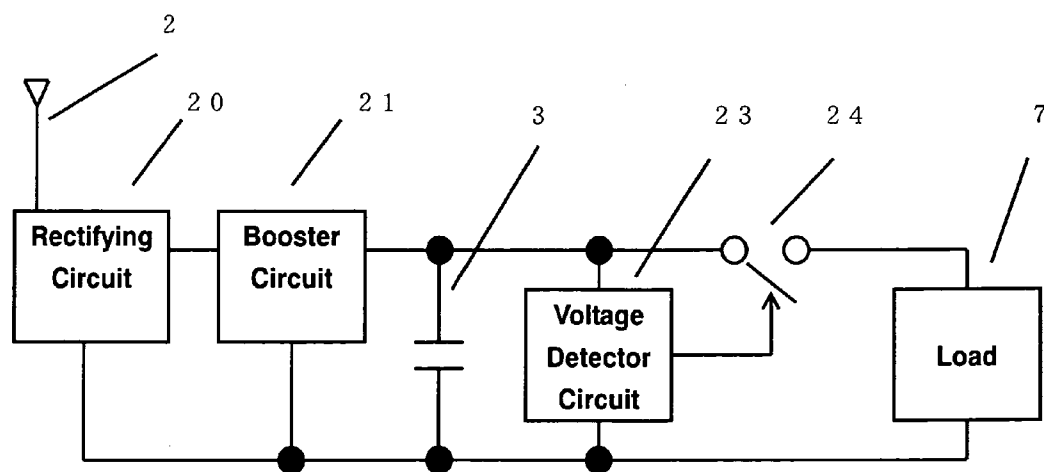 2
20
21
3
23
24
7
Rectifying
Circuit
Booster
Circuit
Voltage
Detector
Circuit
Load